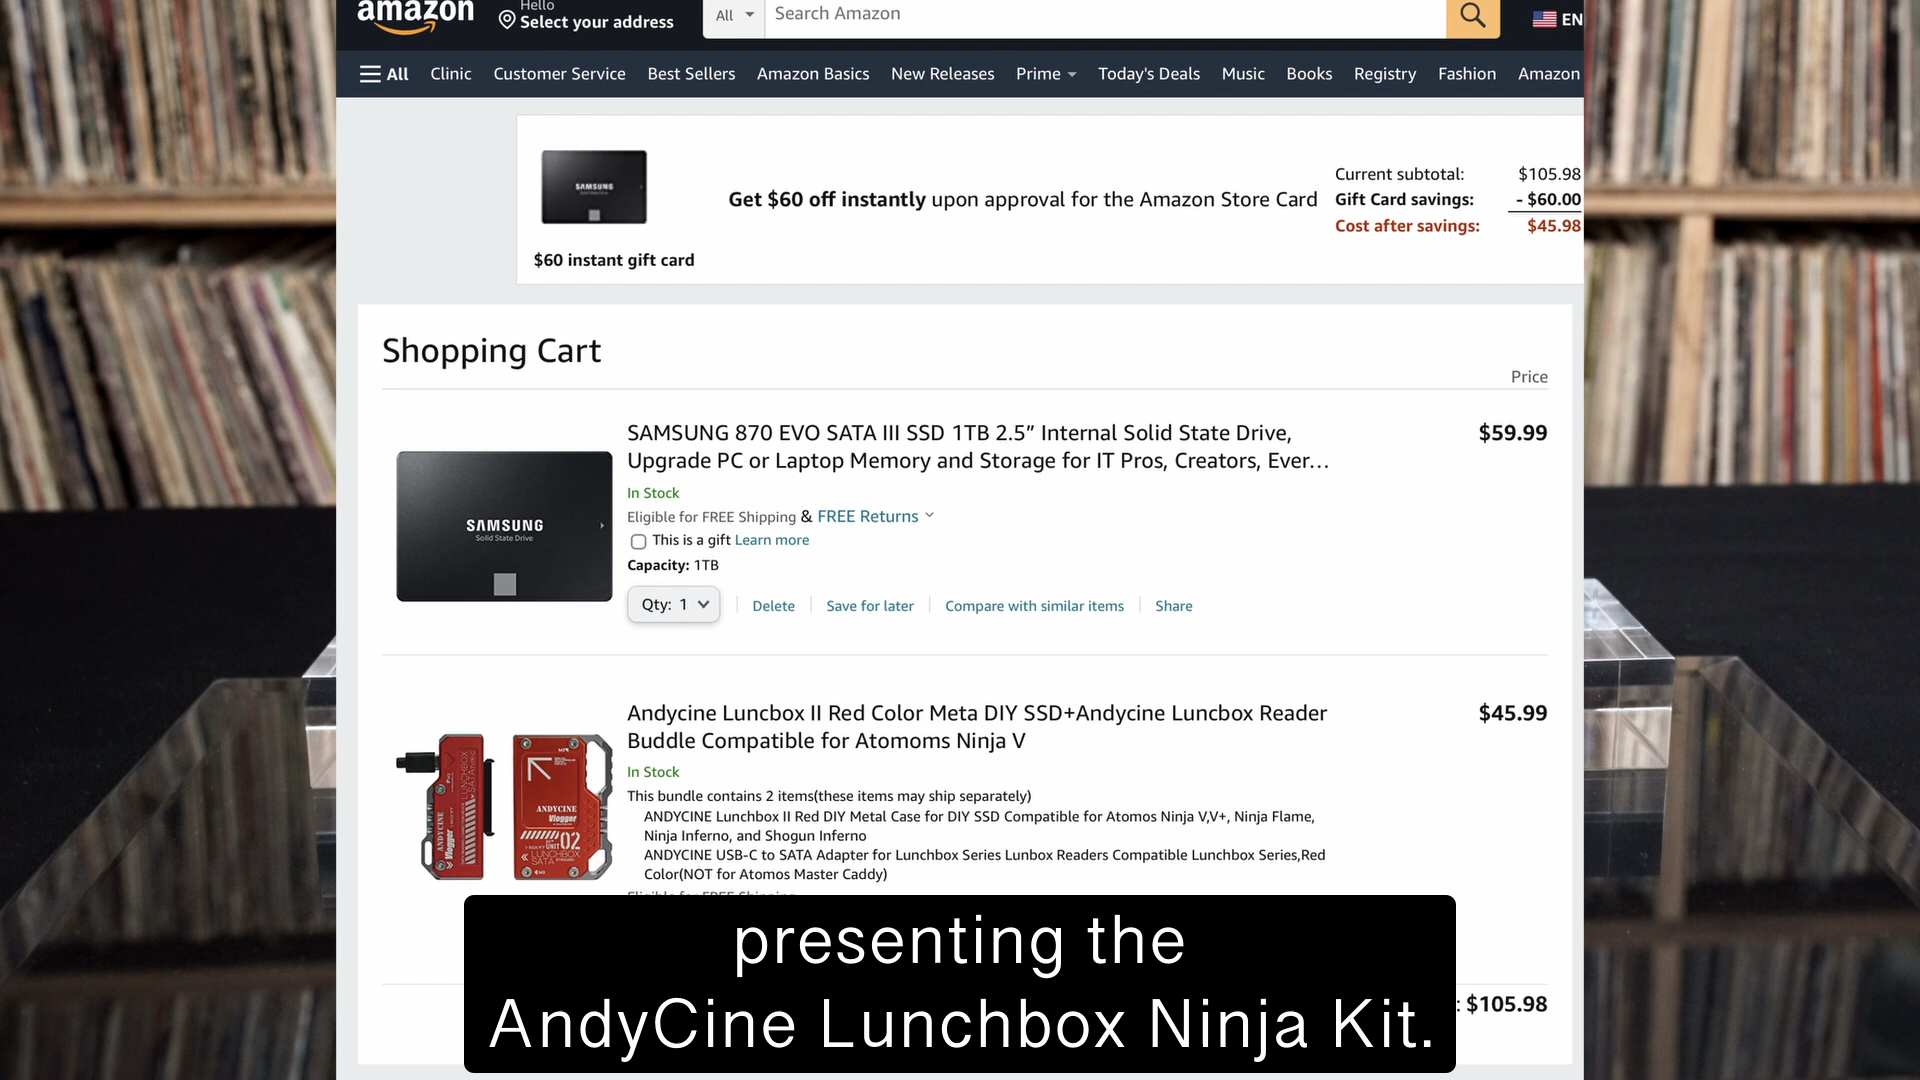 amazon
Hello
Select your address
All
Search Amazon
EN
All Clinic Customer Service Best Sellers Amazon Basics New Releases Prime Today's Deals Music Books Registry Fashion Amazon
SAMSUNG
$60 instant gift card
Get $60 off instantly upon approval for the Amazon Store Card
Current subtotal: $105.98
Gift Card savings: - $60.00
Cost after savings: $45.98
Shopping Cart
Price
SAMSUNG
Solid State Drive
SAMSUNG 870 EVO SATA III SSD 1TB 2.5” Internal Solid State Drive,
Upgrade PC or Laptop Memory and Storage for IT Pros, Creators, Ever…
$59.99
In Stock
Eligible for FREE Shipping & FREE Returns
This is a gift Learn more
Capacity: 1TB
Qty: 1 Delete Save for later Compare with similar items Share
ANDYCINE
Vlogger
02
LUNCHBOX
SATA
Andycine Luncbox II Red Color Meta DIY SSD+Andycine Luncbox Reader
Buddle Compatible for Atomoms Ninja V
$45.99
In Stock
This bundle contains 2 items(these items may ship separately)
ANDYCINE Lunchbox II Red DIY Metal Case for DIY SSD Compatible for Atomos Ninja V,V+, Ninja Flame,
Ninja Inferno, and Shogun Inferno
ANDYCINE USB-C to SATA Adapter for Lunchbox Series Lunbox Readers Compatible Lunchbox Series,Red
Color(NOT for Atomos Master Caddy)
Eligible for FREE Shipping
: $105.98
presenting the
AndyCine Lunchbox Ninja Kit.